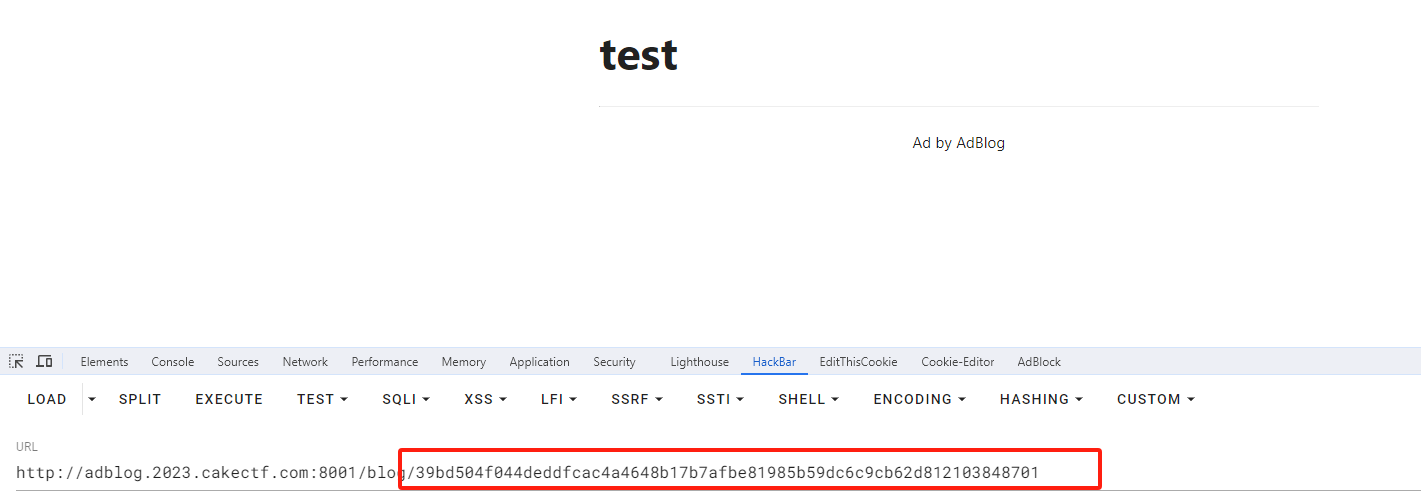 test
Ad by AdBlog
Elements Console Sources Network Performance Memory Application Security Lighthouse HackBar EditThisCookie Cookie-Editor AdBlock
LOAD SPLIT EXECUTE TEST SQLI XSS LFI SSRF SSTI SHELL ENCODING HASHING CUSTOM
URL
http://adblog.2023.cakectf.com:8001/blog/39bd504f044deddfcac4a4648b17b7afbe81985b59dc6c9cb62d812103848701